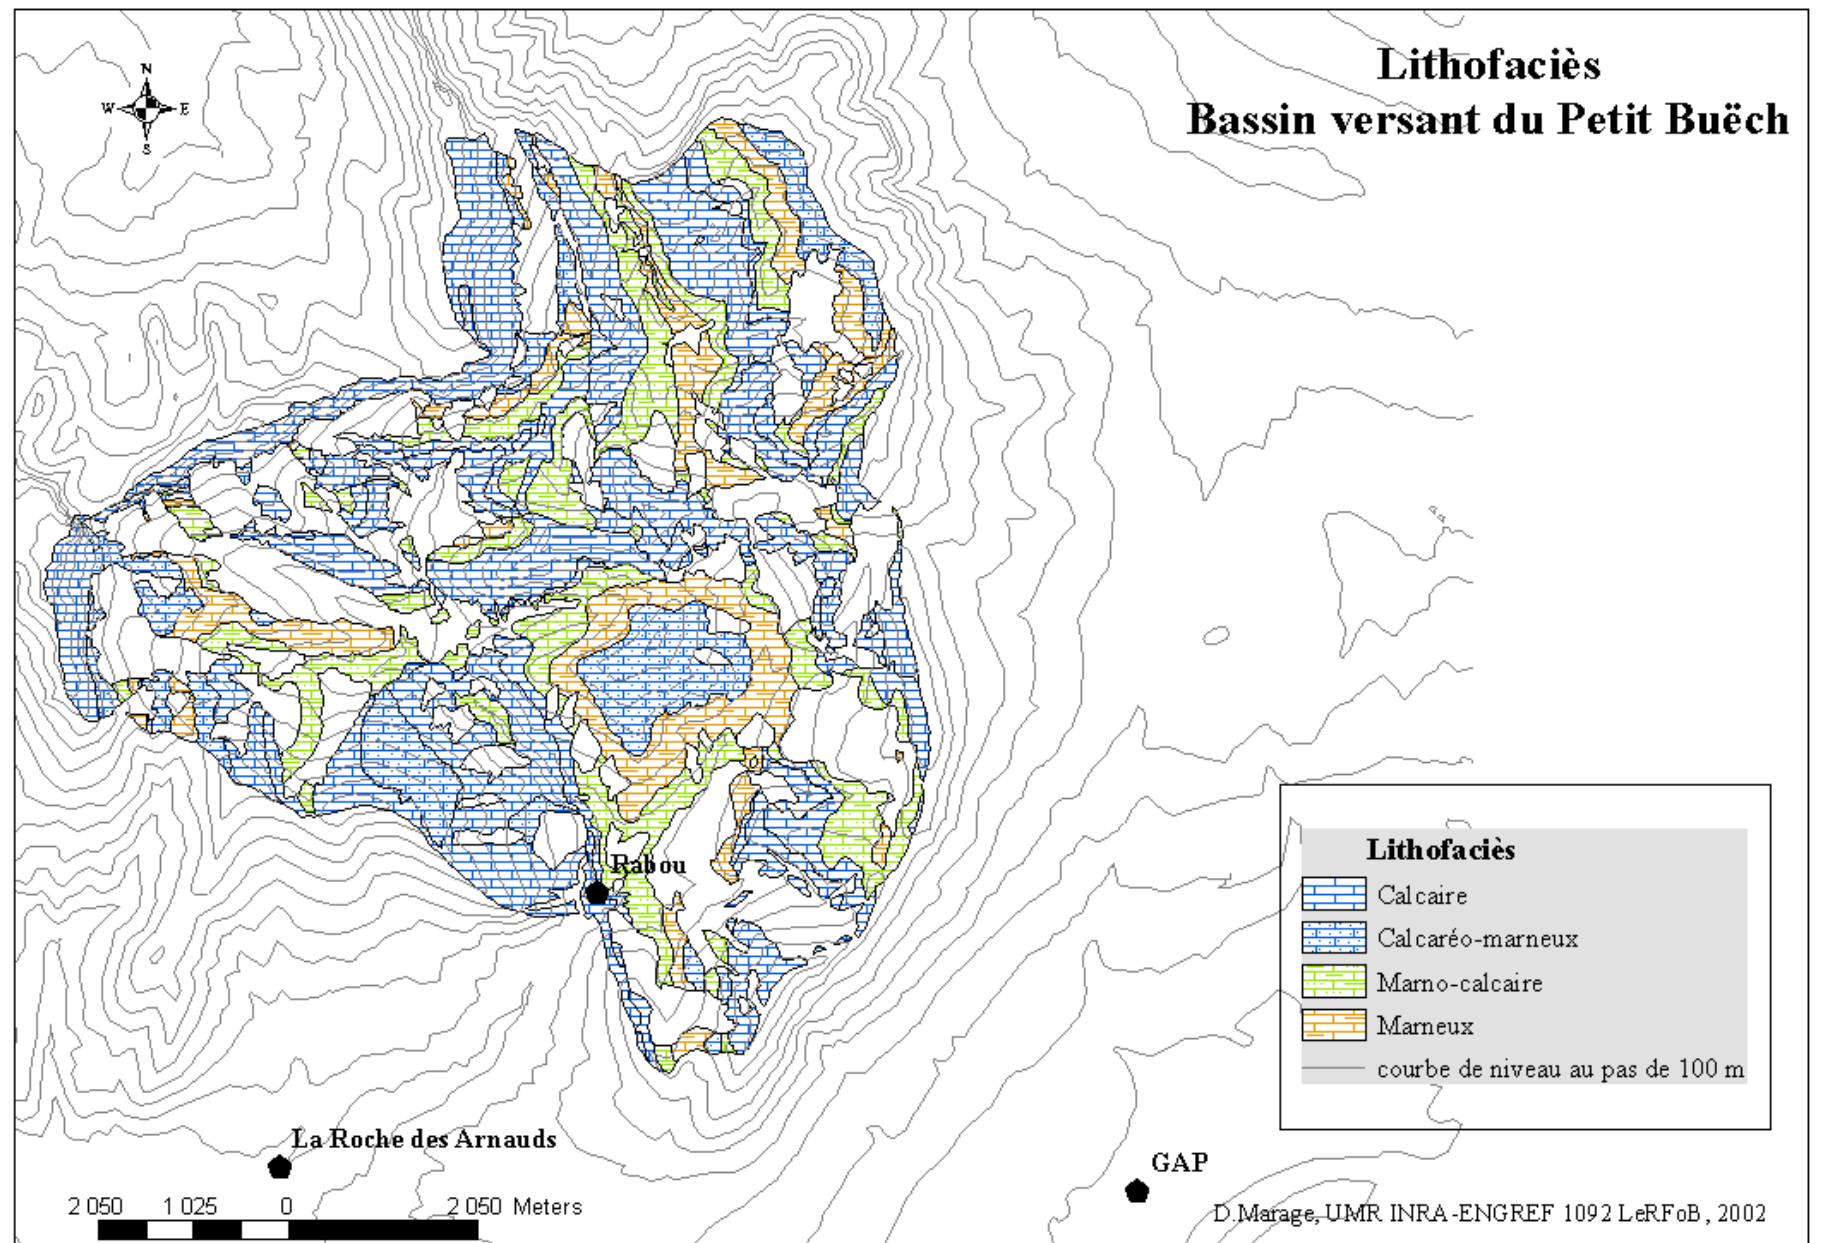 Lithofaciès
Bassin versant du Petit Buëch
N
W E
S
Rabou
Lithofaciès
Calcaire
Calcaréo-marneux
Marno-calcaire
Marneux
courbe de niveau au pas de 100 m
La Roche des Arnauds
GAP
2 050 1 025 0 2 050 Meters
D.Marage, UMR INRA-ENGREF 1092 LeRFoB, 2002